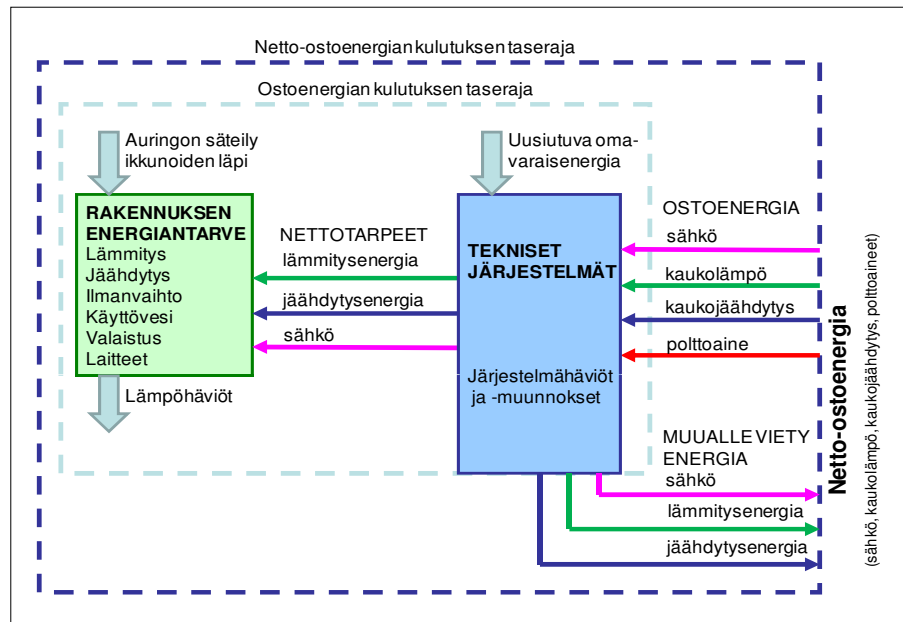 Netto-ostoenergian kulutuksen taseraja
Ostoenergian kulutuksen taseraja
Auringon säteily
ikkunoiden läpi
Uusiutuva oma-
varaisenergia
RAKENNUKSEN
ENERGIANTARVE
Lämmitys
Jäähdytys
Ilmanvaihto
Käyttövesi
Valaistus
Laitteet
Lämpöhäviöt
NETTOTARPEET
lämmitysenergia
jäähdytysenergia
sähkö
TEKNISET
JÄRJESTELMÄT
Järjestelmähäviöt
ja -muunnokset
OSTOENERGIA
sähkö
kaukolämpö
kaukojäähdytys
polttoaine
MUUALLE VIETY
ENERGIA
sähkö
lämmitysenergia
jäähdytysenergia
Netto-ostoenergia
(sähkö, kaukolämpö, kaukojäähdytys, polttoaineet)